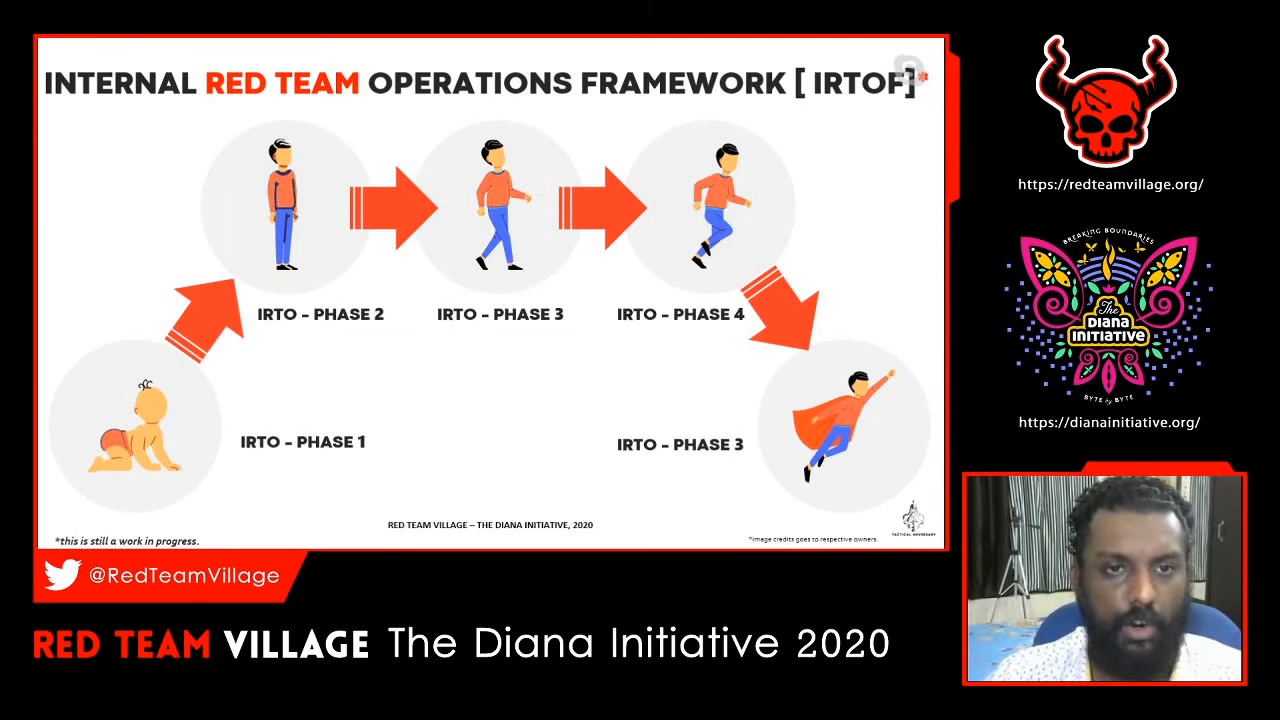 INTERNAL RED TEAM OPERATIONS FRAMEWORK [ IRTOF]*
IRTO - PHASE 2
IRTO - PHASE 3
IRTO - PHASE 4
IRTO - PHASE 1
IRTO - PHASE 3
RED TEAM VILLAGE – THE DIANA INITIATIVE, 2020
*this is still a work in progress.
*image credits goes to respective owners.
TACTICAL ADVERSARY
https://redteamvillage.org/
BREAKING BOUNDARIES
The
DIANA
INITIATIVE
BYTE by BYTE
https://dianainitiative.org/
@RedTeamVillage
RED TEAM VILLAGE The Diana Initiative 2020